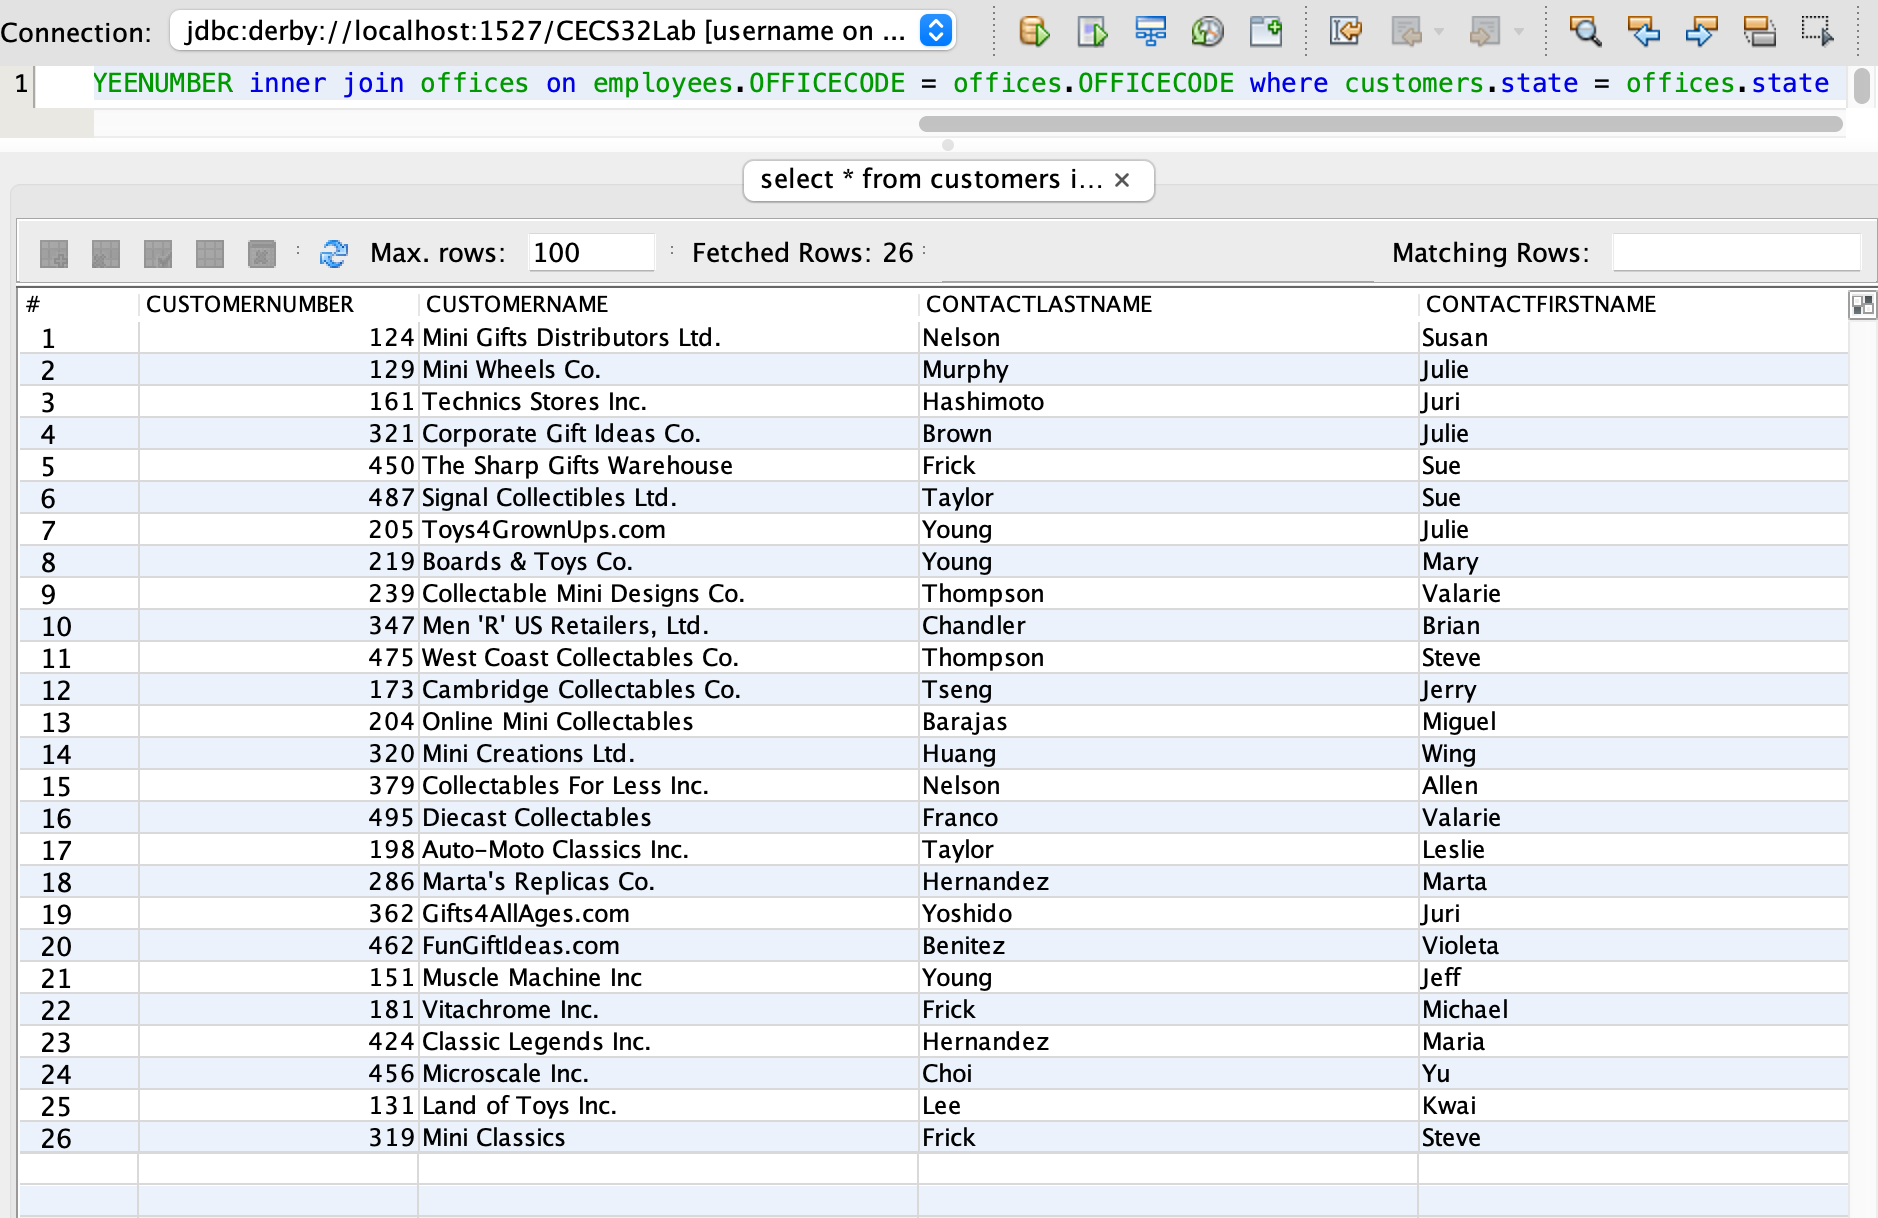 Connection: jdbc:derby://localhost:1527/CECS32Lab [username on ...
1 YEENUMBER inner join offices on employees.OFFICECODE = offices.OFFICECODE where customers.state = offices.state
select * from customers i... ×
Max. rows: 100 Fetched Rows: 26 Matching Rows:
# CUSTOMERNUMBER CUSTOMERNAME CONTACTLASTNAME CONTACTFIRSTNAME
1 124 Mini Gifts Distributors Ltd. Nelson Susan
2 129 Mini Wheels Co. Murphy Julie
3 161 Technics Stores Inc. Hashimoto Juri
4 321 Corporate Gift Ideas Co. Brown Julie
5 450 The Sharp Gifts Warehouse Frick Sue
6 487 Signal Collectibles Ltd. Taylor Sue
7 205 Toys4GrownUps.com Young Julie
8 219 Boards & Toys Co. Young Mary
9 239 Collectable Mini Designs Co. Thompson Valarie
10 347 Men 'R' US Retailers, Ltd. Chandler Brian
11 475 West Coast Collectables Co. Thompson Steve
12 173 Cambridge Collectables Co. Tseng Jerry
13 204 Online Mini Collectables Barajas Miguel
14 320 Mini Creations Ltd. Huang Wing
15 379 Collectables For Less Inc. Nelson Allen
16 495 Diecast Collectables Franco Valarie
17 198 Auto-Moto Classics Inc. Taylor Leslie
18 286 Marta's Replicas Co. Hernandez Marta
19 362 Gifts4AllAges.com Yoshido Juri
20 462 FunGiftIdeas.com Benitez Violeta
21 151 Muscle Machine Inc Young Jeff
22 181 Vitachrome Inc. Frick Michael
23 424 Classic Legends Inc. Hernandez Maria
24 456 Microscale Inc. Choi Yu
25 131 Land of Toys Inc. Lee Kwai
26 319 Mini Classics Frick Steve